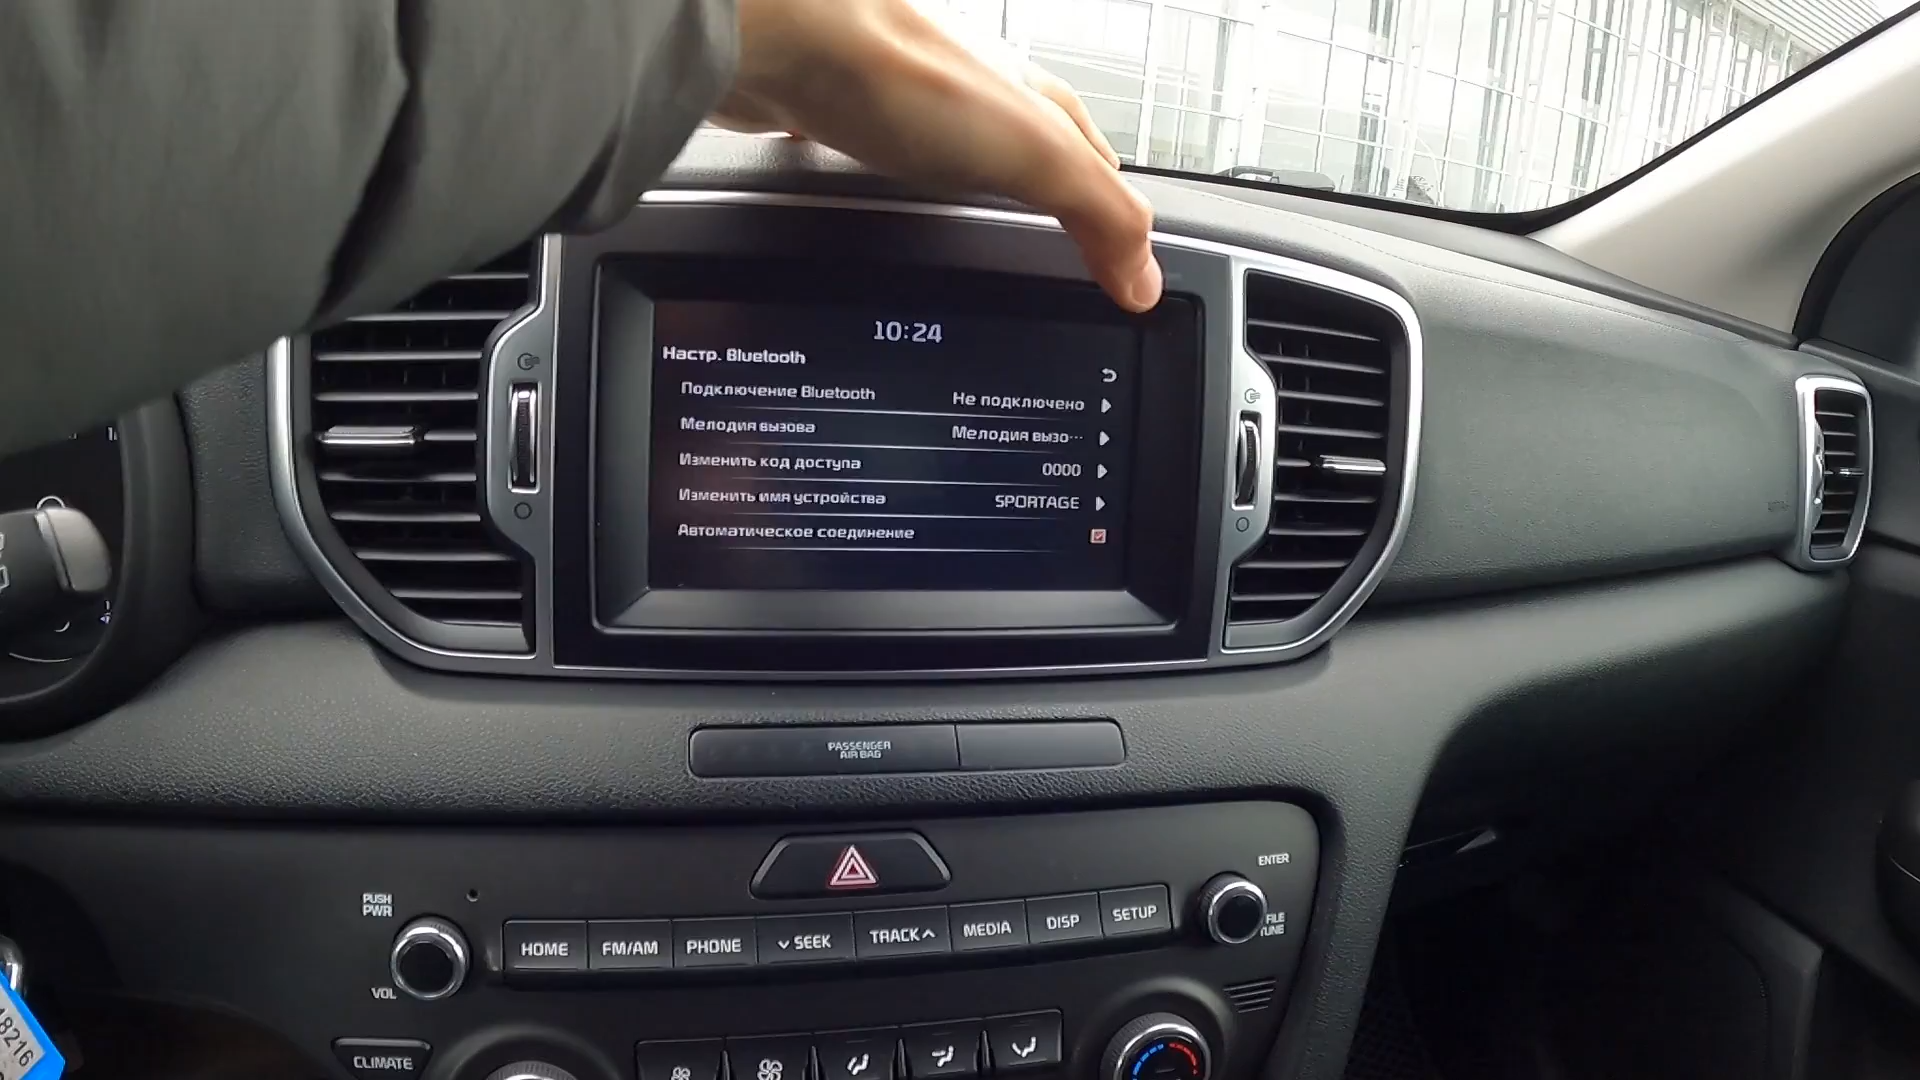 10:24
Настр. Bluetooth
Подключение Bluetooth Не подключено
Мелодия вызова Мелодия вызо...
Изменить код доступа 0000
Изменить имя устройства SPORTAGE
Автоматическое соединение
PASSENGER
AIR BAG
PUSH
PWR
VOL
HOME FM/AM PHONE SEEK TRACK MEDIA DISP SETUP
ENTER
FILE
TUNE
CLIMATE
18216